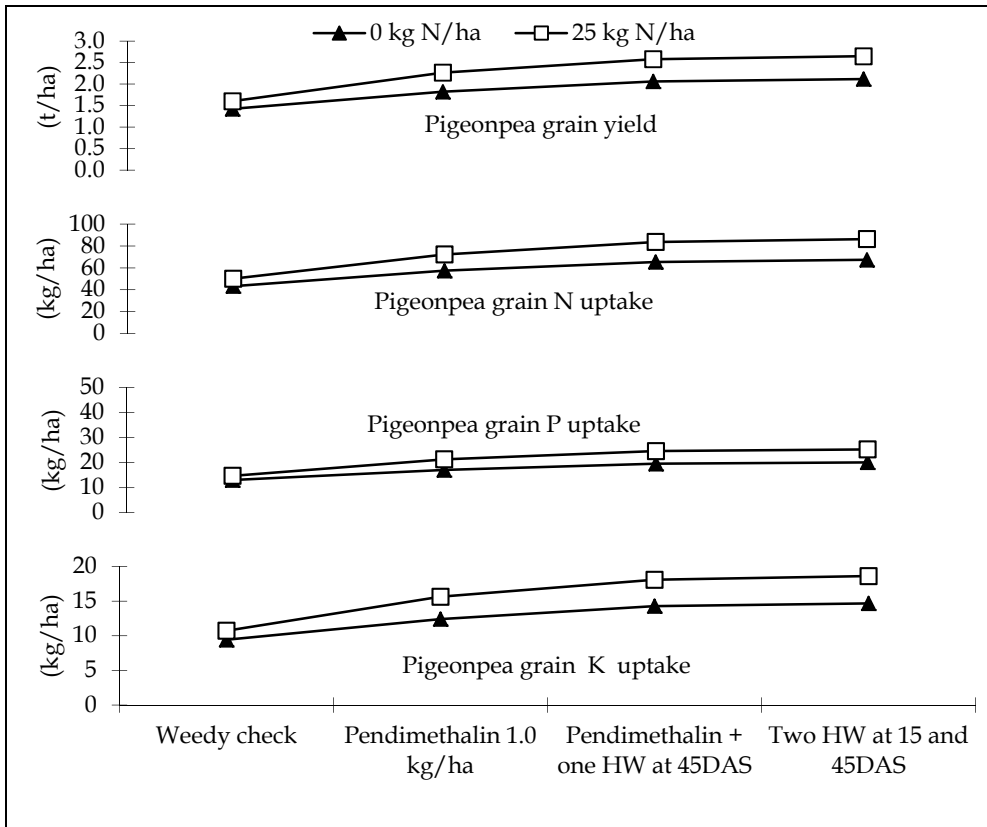 0 kg N/ha 25 kg N/ha
3.0
2.5
2.0
1.5
1.0
0.5
0.0
(t/ha)
Pigeonpea grain yield
100
80
60
40
20
0
(kg/ha)
Pigeonpea grain N uptake
50
40
30
20
10
0
(kg/ha)
Pigeonpea grain P uptake
20
15
10
5
0
(kg/ha)
Pigeonpea grain K uptake
Weedy check
Pendimethalin 1.0
kg/ha
Pendimethalin +
one HW at 45DAS
Two HW at 15 and
45DAS